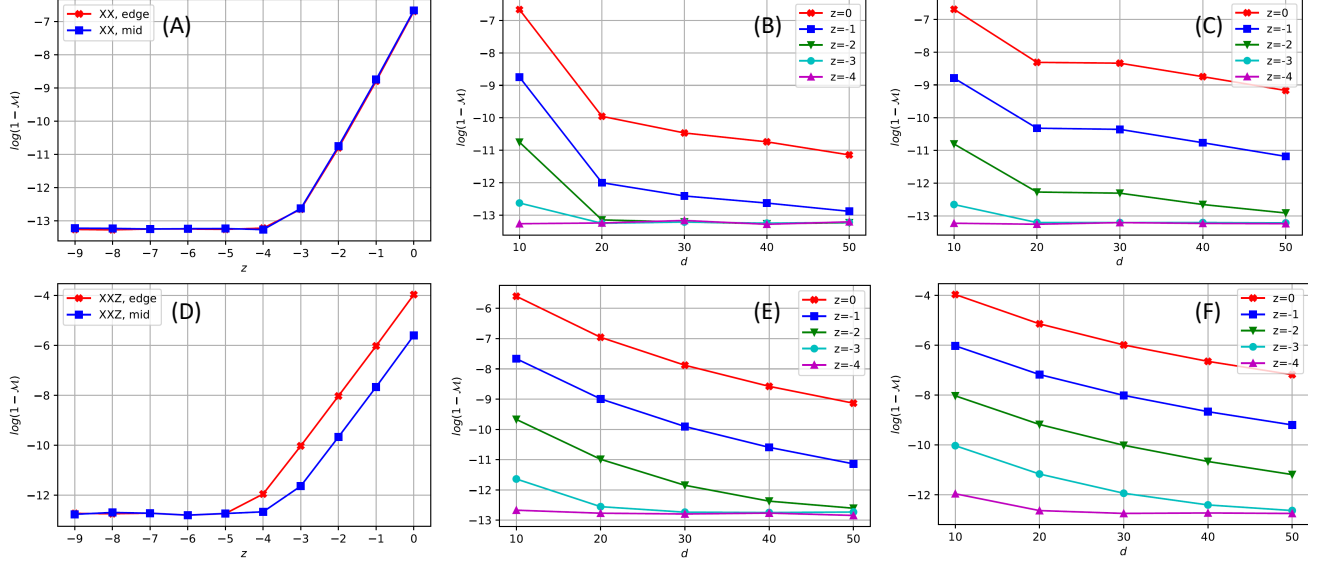 (A)
XX, edge
XX, mid
log(1 − ℳ)
−7
−8
−9
−10
−11
−12
−13
−9 −8 −7 −6 −5 −4 −3 −2 −1 0
z
(B)
z=0
z=-1
z=-2
z=-3
z=-4
log(1 − ℳ)
−7
−8
−9
−10
−11
−12
−13
10 20 30 40 50
d
(C)
z=0
z=-1
z=-2
z=-3
z=-4
log(1 − ℳ)
−7
−8
−9
−10
−11
−12
−13
10 20 30 40 50
d
(D)
XXZ, edge
XXZ, mid
log(1 − ℳ)
−4
−6
−8
−10
−12
−9 −8 −7 −6 −5 −4 −3 −2 −1 0
z
(E)
z=0
z=-1
z=-2
z=-3
z=-4
log(1 − ℳ)
−6
−7
−8
−9
−10
−11
−12
−13
10 20 30 40 50
d
(F)
z=0
z=-1
z=-2
z=-3
z=-4
log(1 − ℳ)
−4
−6
−8
−10
−12
10 20 30 40 50
d